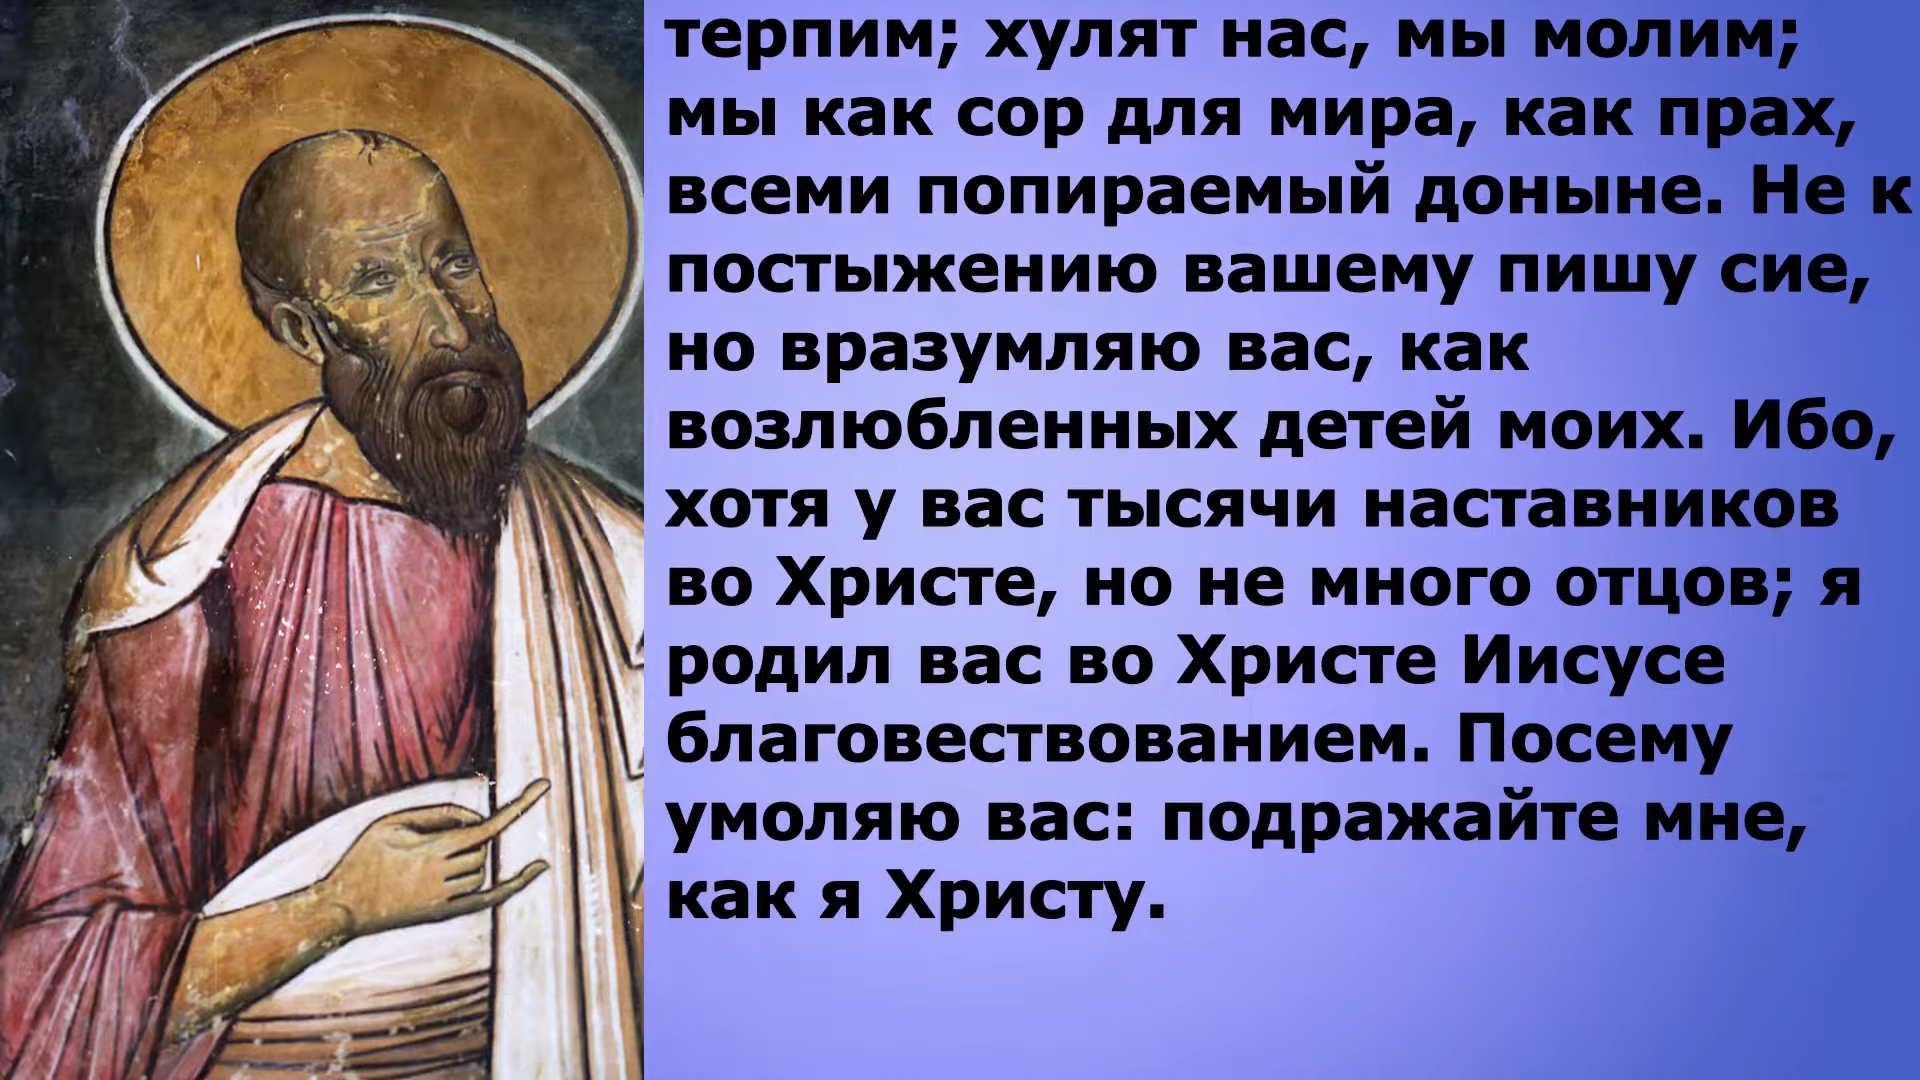 терпим; хулят нас, мы молим;
мы как сор для мира, как прах,
всеми попираемый доныне. Не к
постыжению вашему пишу сие,
но вразумляю вас, как
возлюбленных детей моих. Ибо,
хотя у вас тысячи наставников
во Христе, но не много отцов; я
родил вас во Христе Иисусе
благовествованием. Посему
умоляю вас: подражайте мне,
как я Христу.